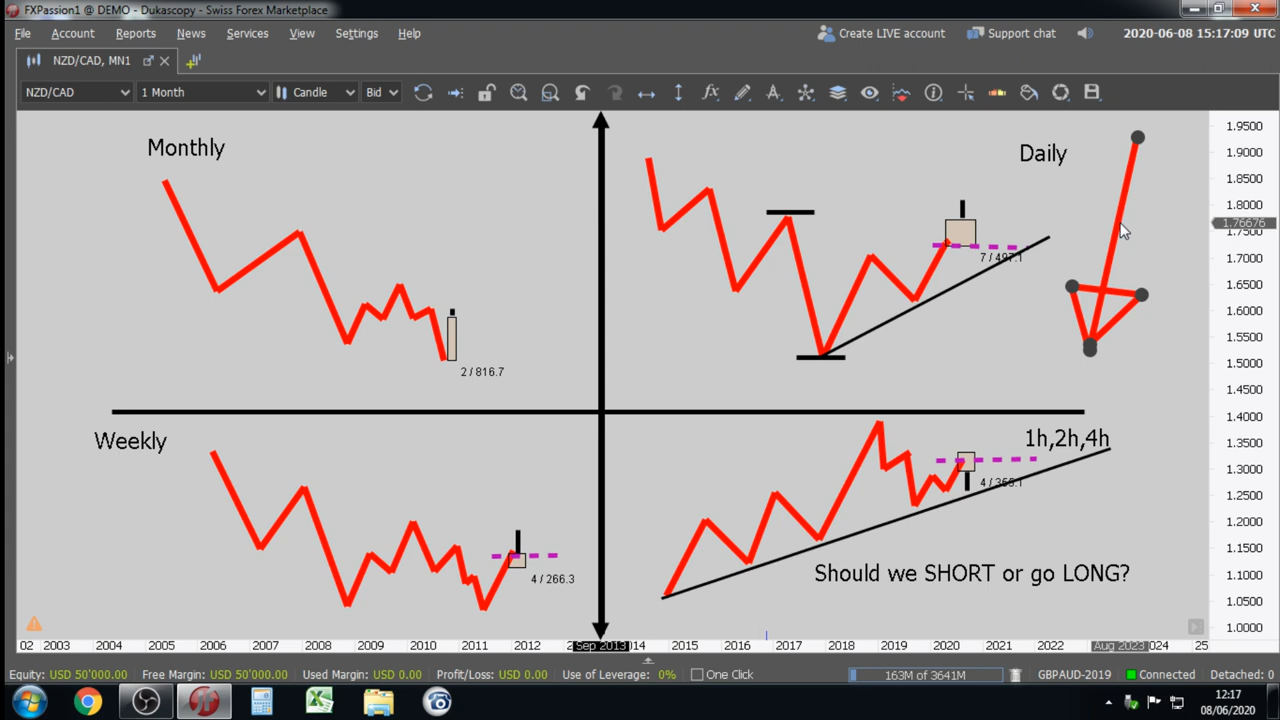 FXPassion1 @ DEMO - Dukascopy - Swiss Forex Marketplace
File Account Reports News Services View Settings Help
Create LIVE account Support chat 2020-06-08 15:17:09 UTC
NZD/CAD, MN1
NZD/CAD 1 Month Candle Bid
Monthly
Daily
7 / 497.1
2 / 816.7
Weekly
1h,2h,4h
4 / 355.1
4 / 266.3
Should we SHORT or go LONG?
1.9500
1.9000
1.8500
1.8000
1.76676
1.7500
1.7000
1.6500
1.6000
1.5500
1.5000
1.4500
1.4000
1.3500
1.3000
1.2500
1.2000
1.1500
1.1000
1.0500
1.0000
02 2003 2004 2005 2006 2007 2008 2009 2010 2011 2012 2 Sep 2013 014 2015 2016 2017 2018 2019 2020 2021 2022 Aug 2023 024 25
Equity: USD 50'000.00 Free Margin: USD 50'000.00 Used Margin: USD 0.00 Profit/Loss: USD 0.00 Use of Leverage: 0% One Click 163M of 3641M GBPAUD-2019 Connected Detached: 0
12:17
08/06/2020